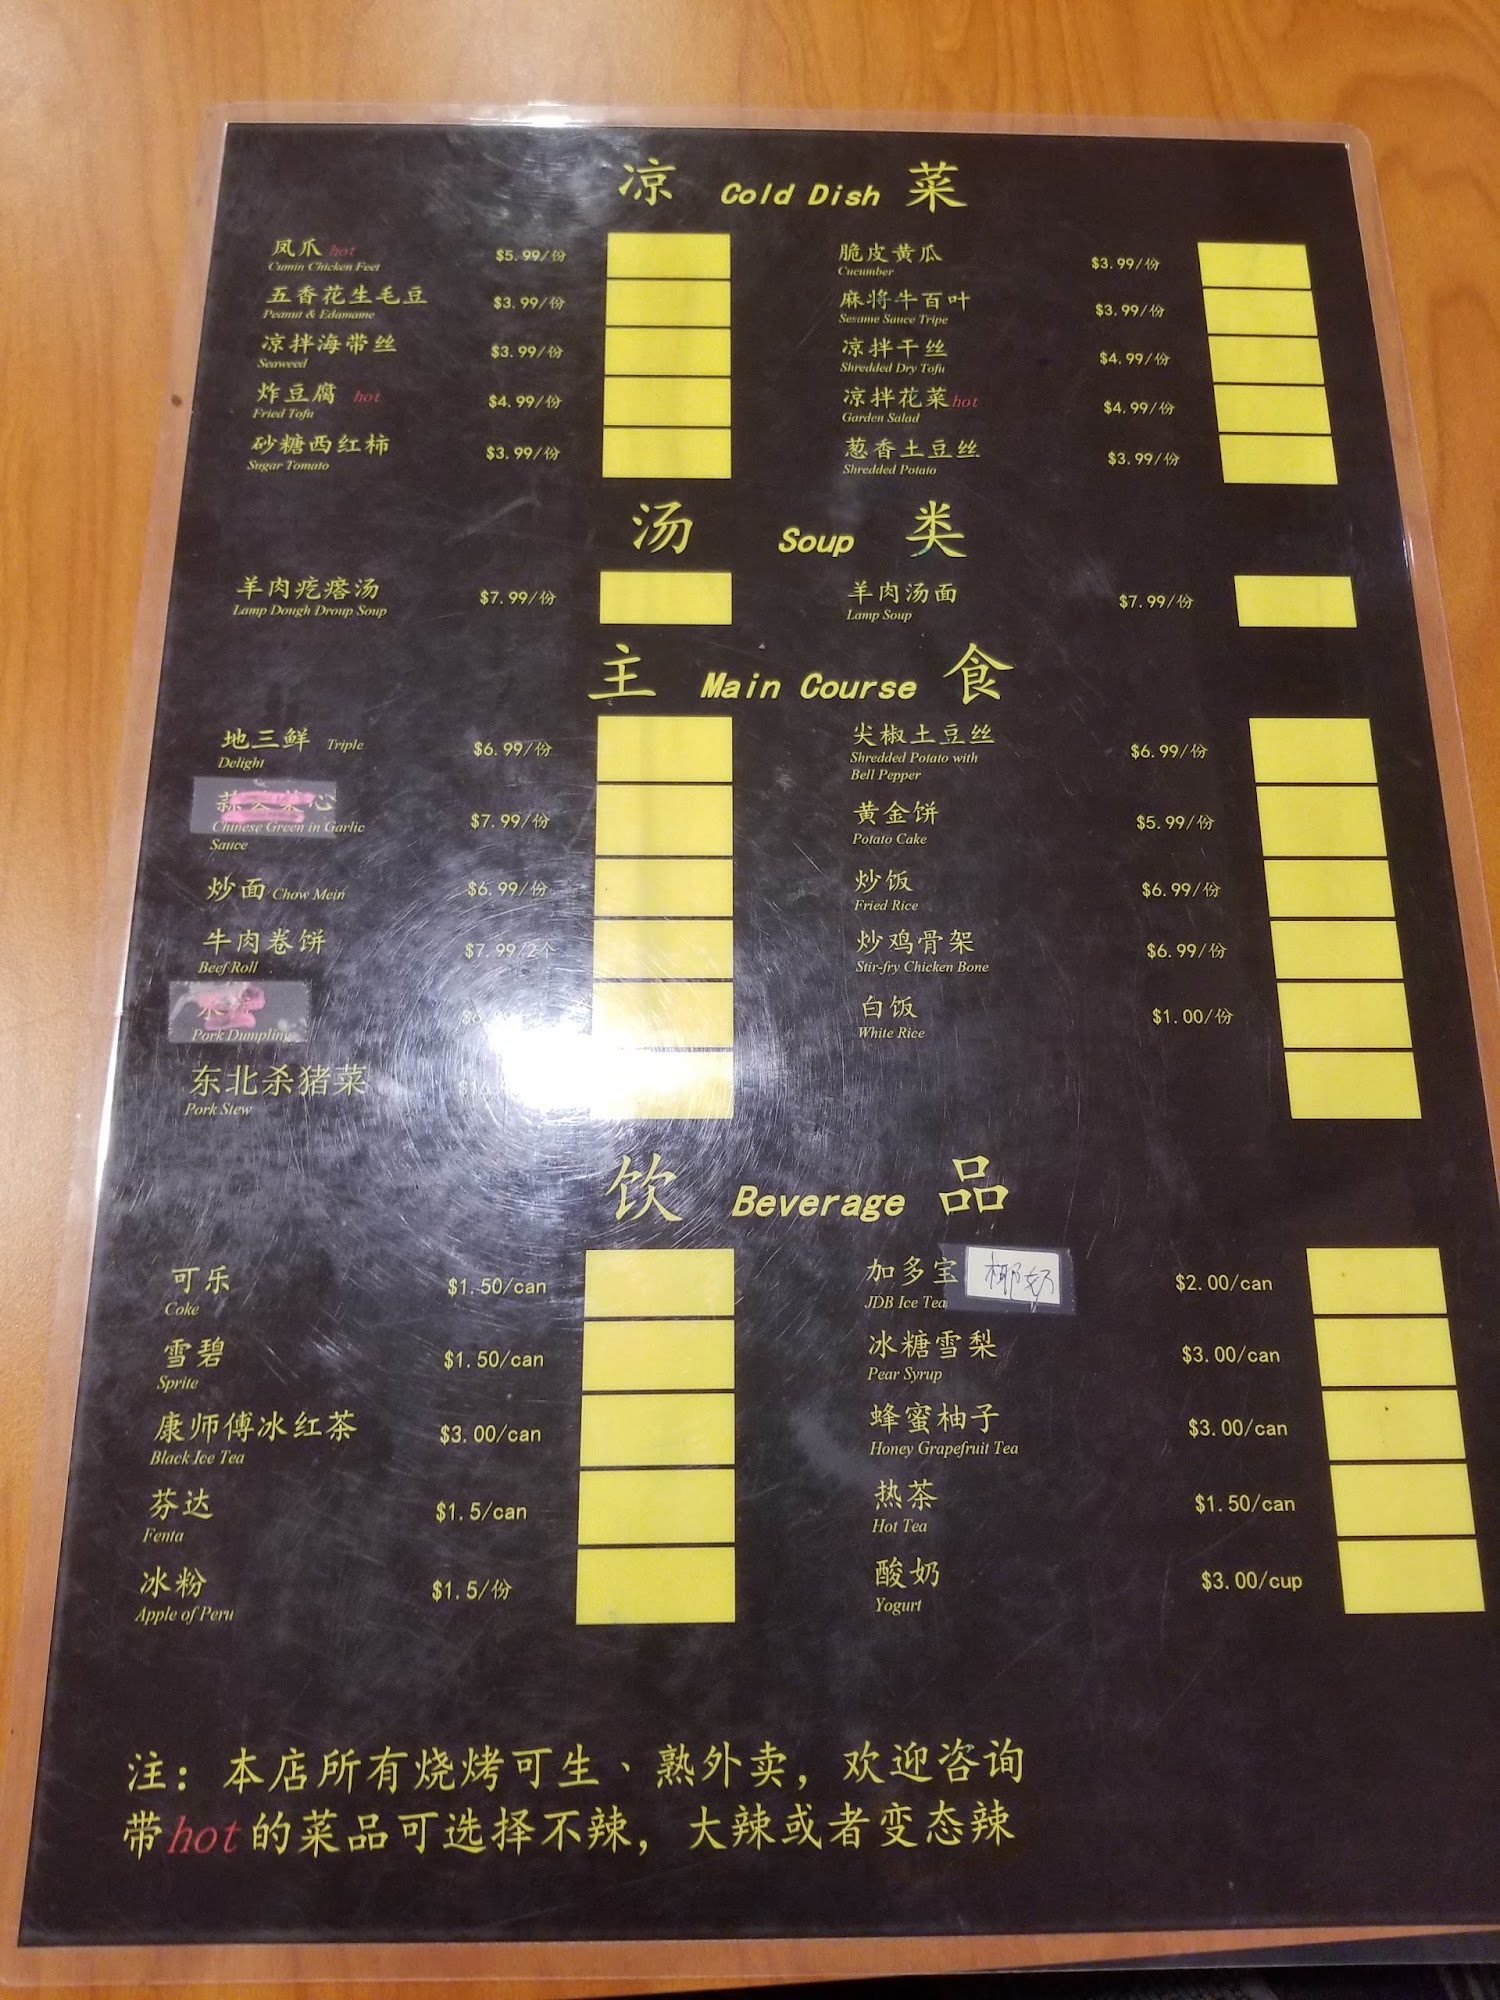 凉 Cold Dish 菜
凤爪 hot $5.99/份
Cumin Chicken Feet
五香花生毛豆 $3.99/份
Peanut & Edamame
凉拌海带丝 $3.99/份
Seaweed
炸豆腐 hot $4.99/份
Fried Tofu
砂糖西红柿 $3.99/份
Sugar Tomato
脆皮黄瓜 $3.99/份
Cucumber
麻将牛百叶 $3.99/份
Sesame Sauce Tripe
凉拌干丝 $4.99/份
Shredded Dry Tofu
凉拌花菜 hot $4.99/份
Garden Salad
葱香土豆丝 $3.99/份
Shredded Potato
汤 Soup 类
羊肉疙瘩汤 $7.99/份
Lamp Dough Droup Soup
羊肉汤面 $7.99/份
Lamp Soup
主 Main Course 食
地三鲜 Triple $6.99/份
Delight
蒜 心 $7.99/份
Chinese Green in Garlic
Sauce
炒面 Chow Mein $6.99/份
牛肉卷饼 $7.99/2个
Beef Roll
Pork Dumpling
东北杀猪菜
Pork Stew
尖椒土豆丝 $6.99/份
Shredded Potato with
Bell Pepper
黄金饼 $5.99/份
Potato Cake
炒饭 $6.99/份
Fried Rice
炒鸡骨架 $6.99/份
Stir-fry Chicken Bone
白饭 $1.00/份
White Rice
饮 Beverage 品
可乐 $1.50/can
Coke
雪碧 $1.50/can
Sprite
康师傅冰红茶 $3.00/can
Black Ice Tea
芬达 $1.5/can
Fenta
冰粉 $1.5/份
Apple of Peru
加多宝 椰奶 $2.00/can
JDB Ice Tea
冰糖雪梨 $3.00/can
Pear Syrup
蜂蜜柚子 $3.00/can
Honey Grapefruit Tea
热茶 $1.50/can
Hot Tea
酸奶 $3.00/cup
Yogurt
注：本店所有烧烤可生、熟外卖，欢迎咨询
带hot的菜品可选择不辣，大辣或者变态辣